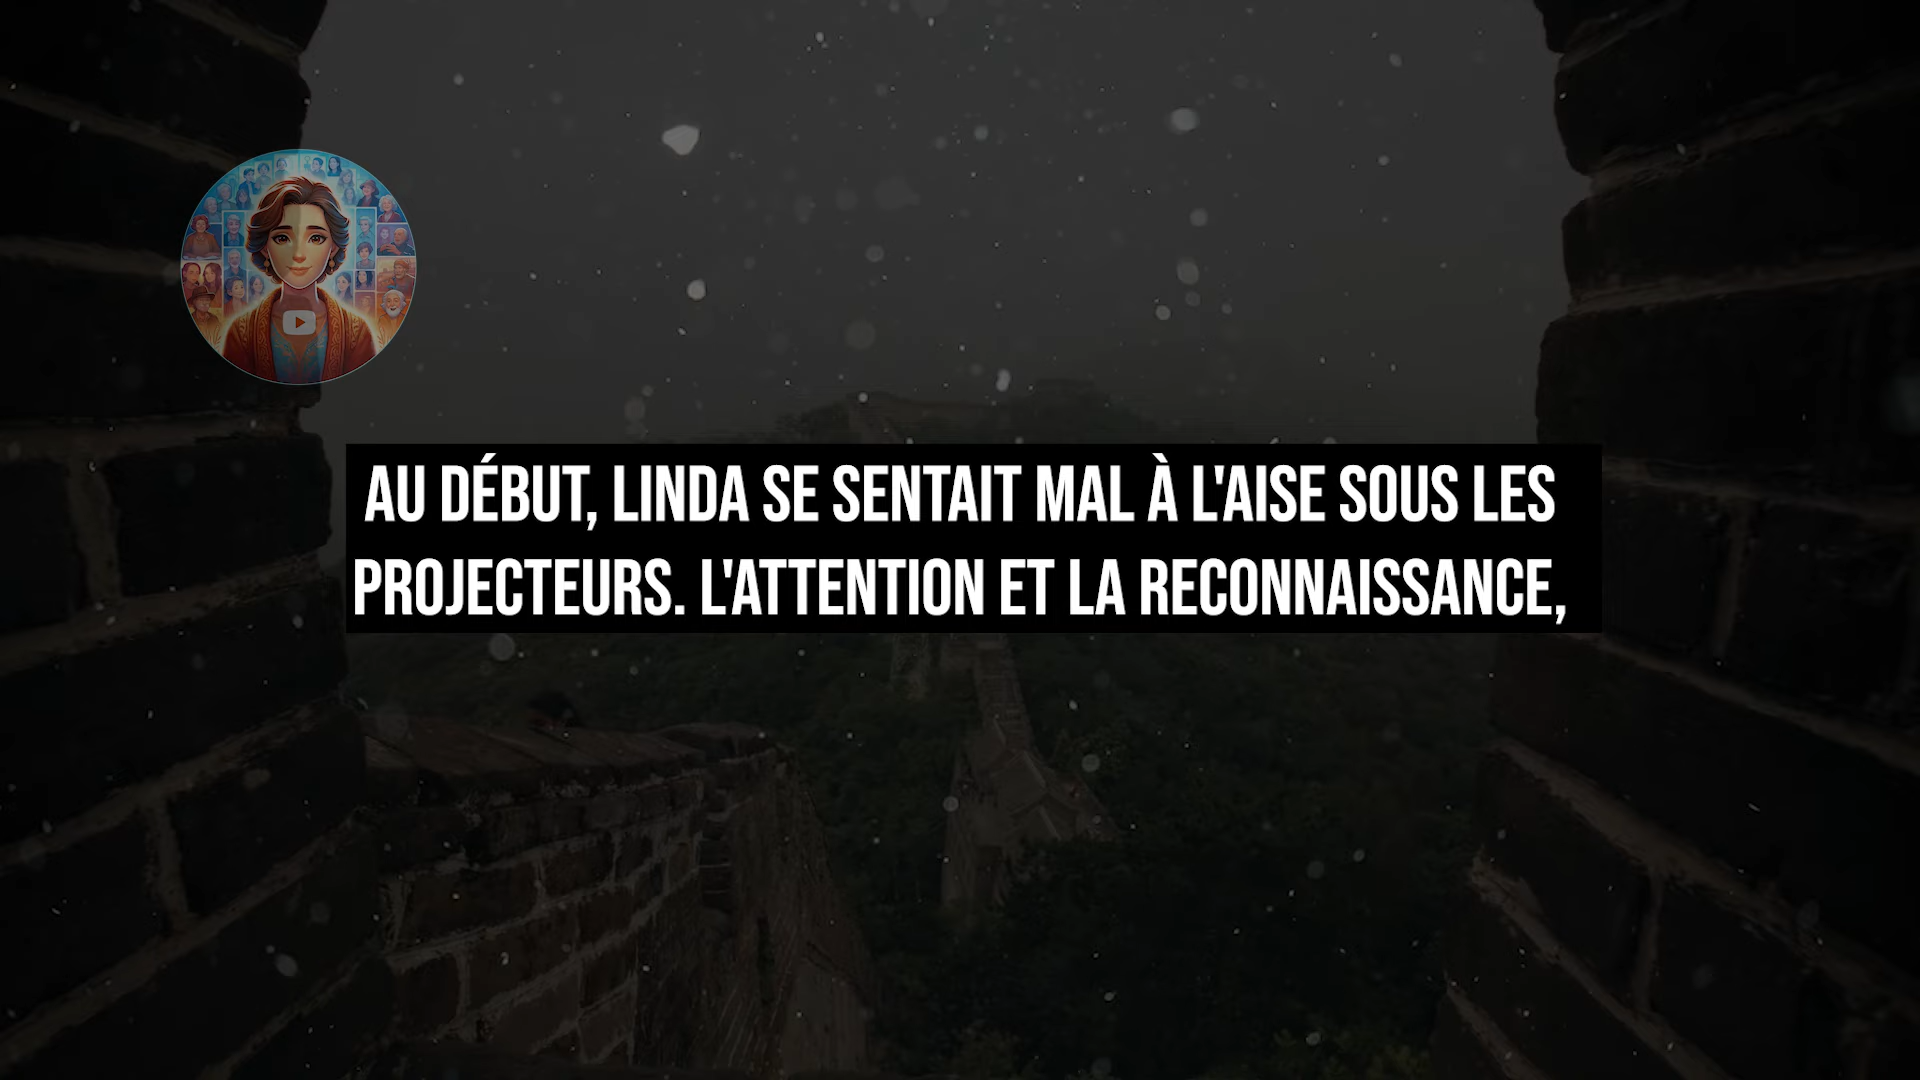 AU DÉBUT, LINDA SE SENTAIT MAL À L'AISE SOUS LES
PROJECTEURS. L'ATTENTION ET LA RECONNAISSANCE,